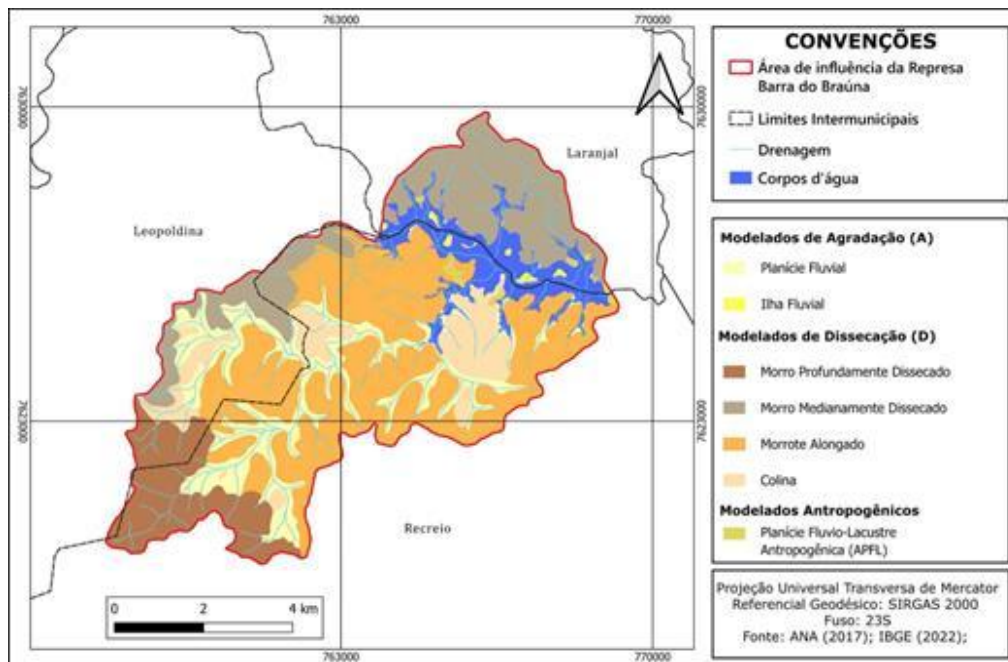 763000
770000
7630000
7630000
Laranjal
Leopoldina
7623000
Recreio
0 2 4 km
763000
770000
CONVENÇÕES
Área de influência da Represa
Barra do Braúna
Limites Intermunicipais
Drenagem
Corpos d'água
Modelados de Agradação (A)
Planície Fluvial
Ilha Fluvial
Modelados de Dissecação (D)
Morro Profundamente Dissecado
Morro Medianamente Dissecado
Morrote Alongado
Colina
Modelados Antropogênicos
Planície Fluvio-Lacustre
Antropogênica (APFL)
Projeção Universal Transversa de Mercator
Referencial Geodésico: SIRGAS 2000
Fuso: 23S
Fonte: ANA (2017); IBGE (2022);